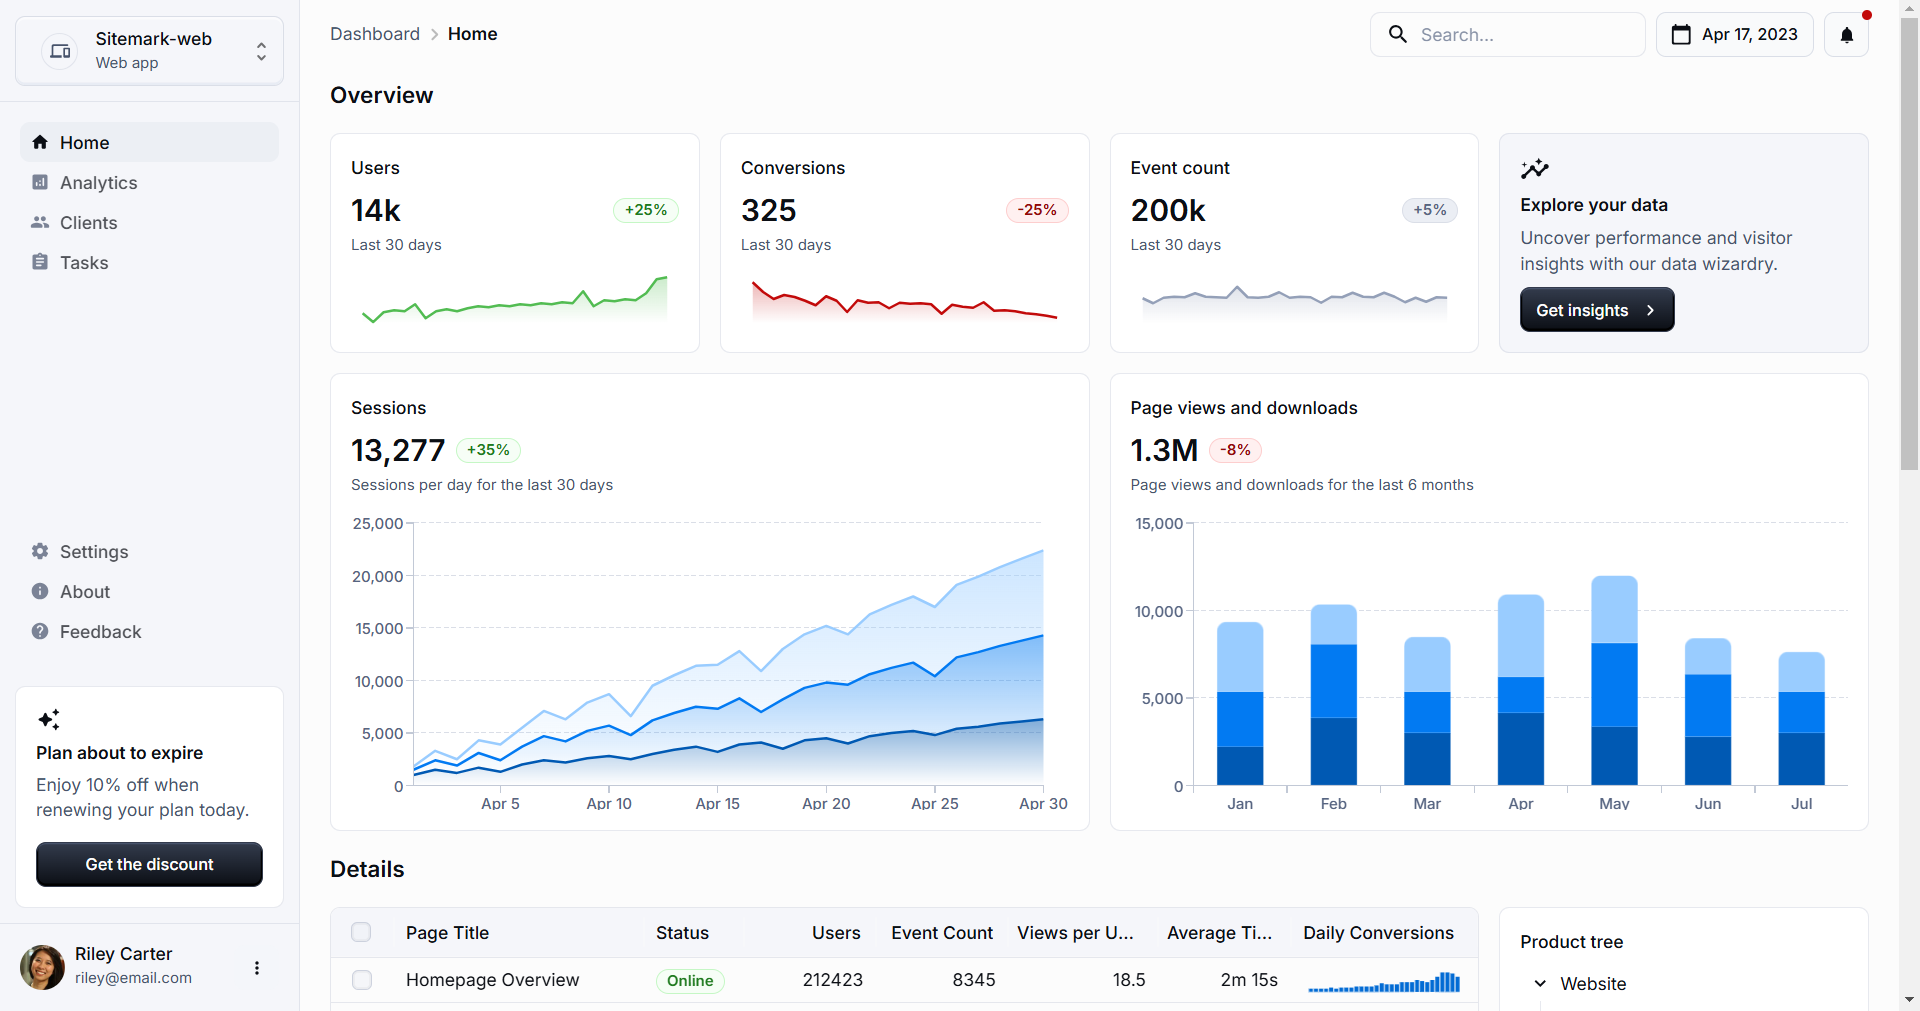 Sitemark-web
Web app
Home
Analytics
Clients
Tasks
Settings
About
Feedback
Plan about to expire
Enjoy 10% off when
renewing your plan today.
Get the discount
Riley Carter
riley@email.com
Dashboard
Home
Search...
Apr 17, 2023
Overview
Users
14k
+25%
Last 30 days
Conversions
325
-25%
Last 30 days
Event count
200k
+5%
Last 30 days
Explore your data
Uncover performance and visitor
insights with our data wizardry.
Get insights
Sessions
13,277
+35%
Sessions per day for the last 30 days
25,000
20,000
15,000
10,000
5,000
0
Apr 5
Apr 10
Apr 15
Apr 20
Apr 25
Apr 30
Page views and downloads
1.3M
-8%
Page views and downloads for the last 6 months
15,000
10,000
5,000
0
Jan
Feb
Mar
Apr
May
Jun
Jul
Details
Page Title
Status
Users
Event Count
Views per U...
Average Ti...
Daily Conversions
Homepage Overview
Online
212423
8345
18.5
2m 15s
Product tree
Website